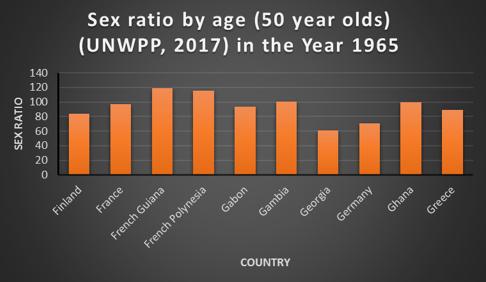 Sex ratio by age (50 year olds)
(UNWPP, 2017) in the Year 1965
SEX RATIO
140
120
100
80
60
40
20
0
Finland
France
French Guiana
French Polynesia
Gabon
Gambia
Georgia
Germany
Ghana
Greece
COUNTRY